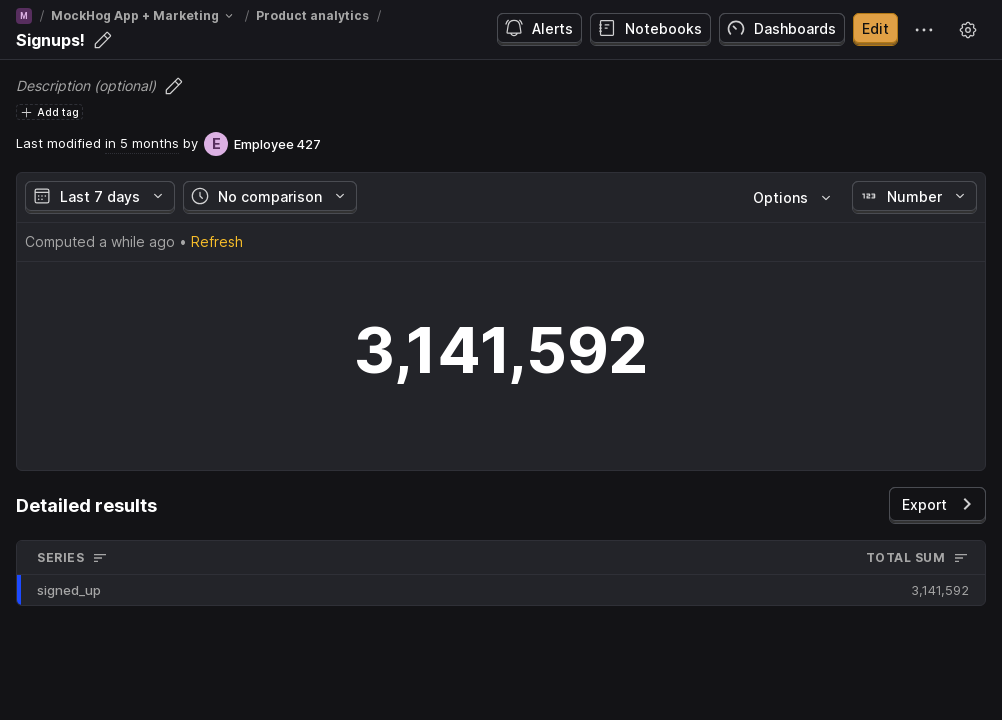 M / MockHog App + Marketing / Product analytics /
Signups!
Alerts
Notebooks
Dashboards
Edit
Description (optional)
Add tag
Last modified in 5 months by E Employee 427
Last 7 days
No comparison
Options
123 Number
Computed a while ago • Refresh
3,141,592
Detailed results
Export
SERIES
TOTAL SUM
signed_up
3,141,592